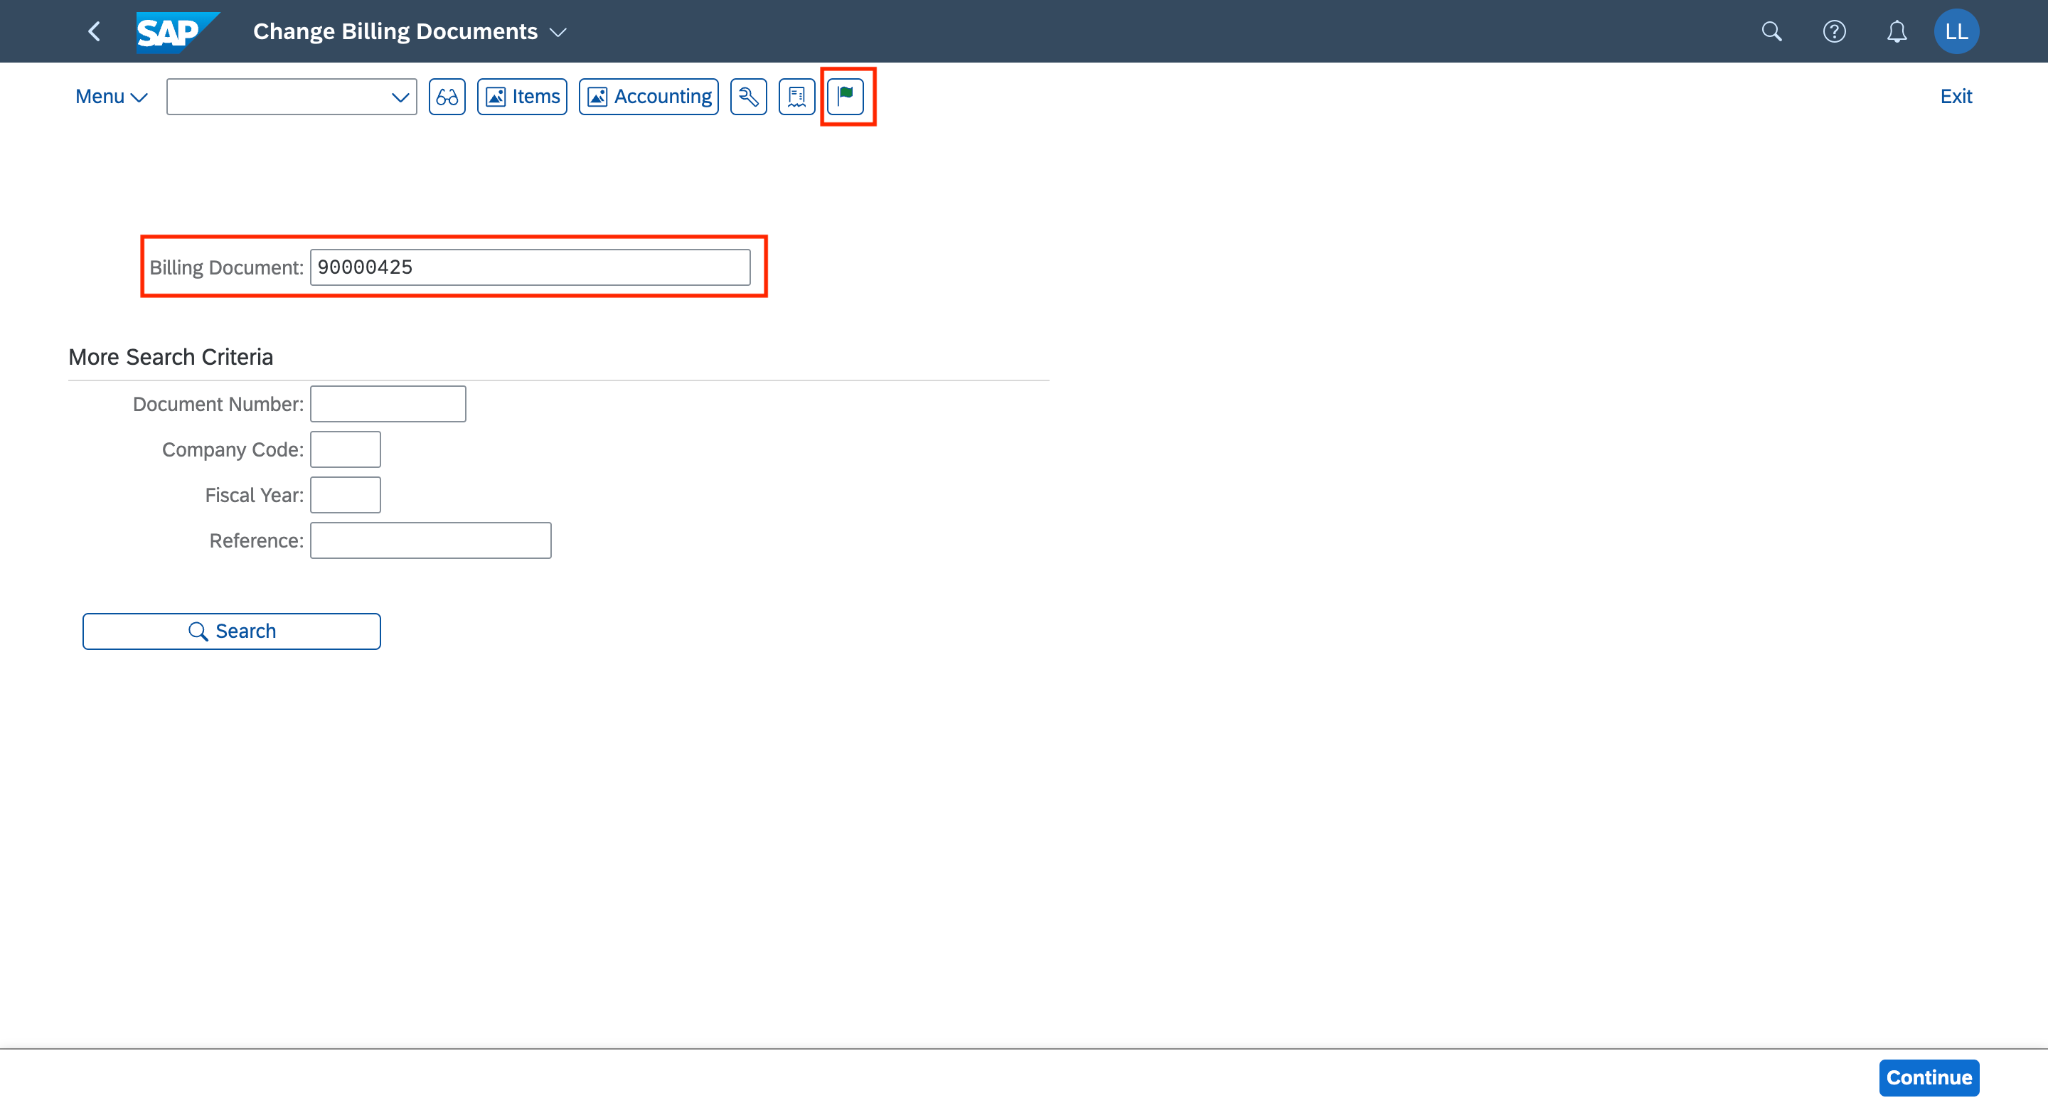 SAP Change Billing Documents LL
Menu Items Accounting Exit
Billing Document: 90000425
More Search Criteria
Document Number:
Company Code:
Fiscal Year:
Reference:
Search
Continue